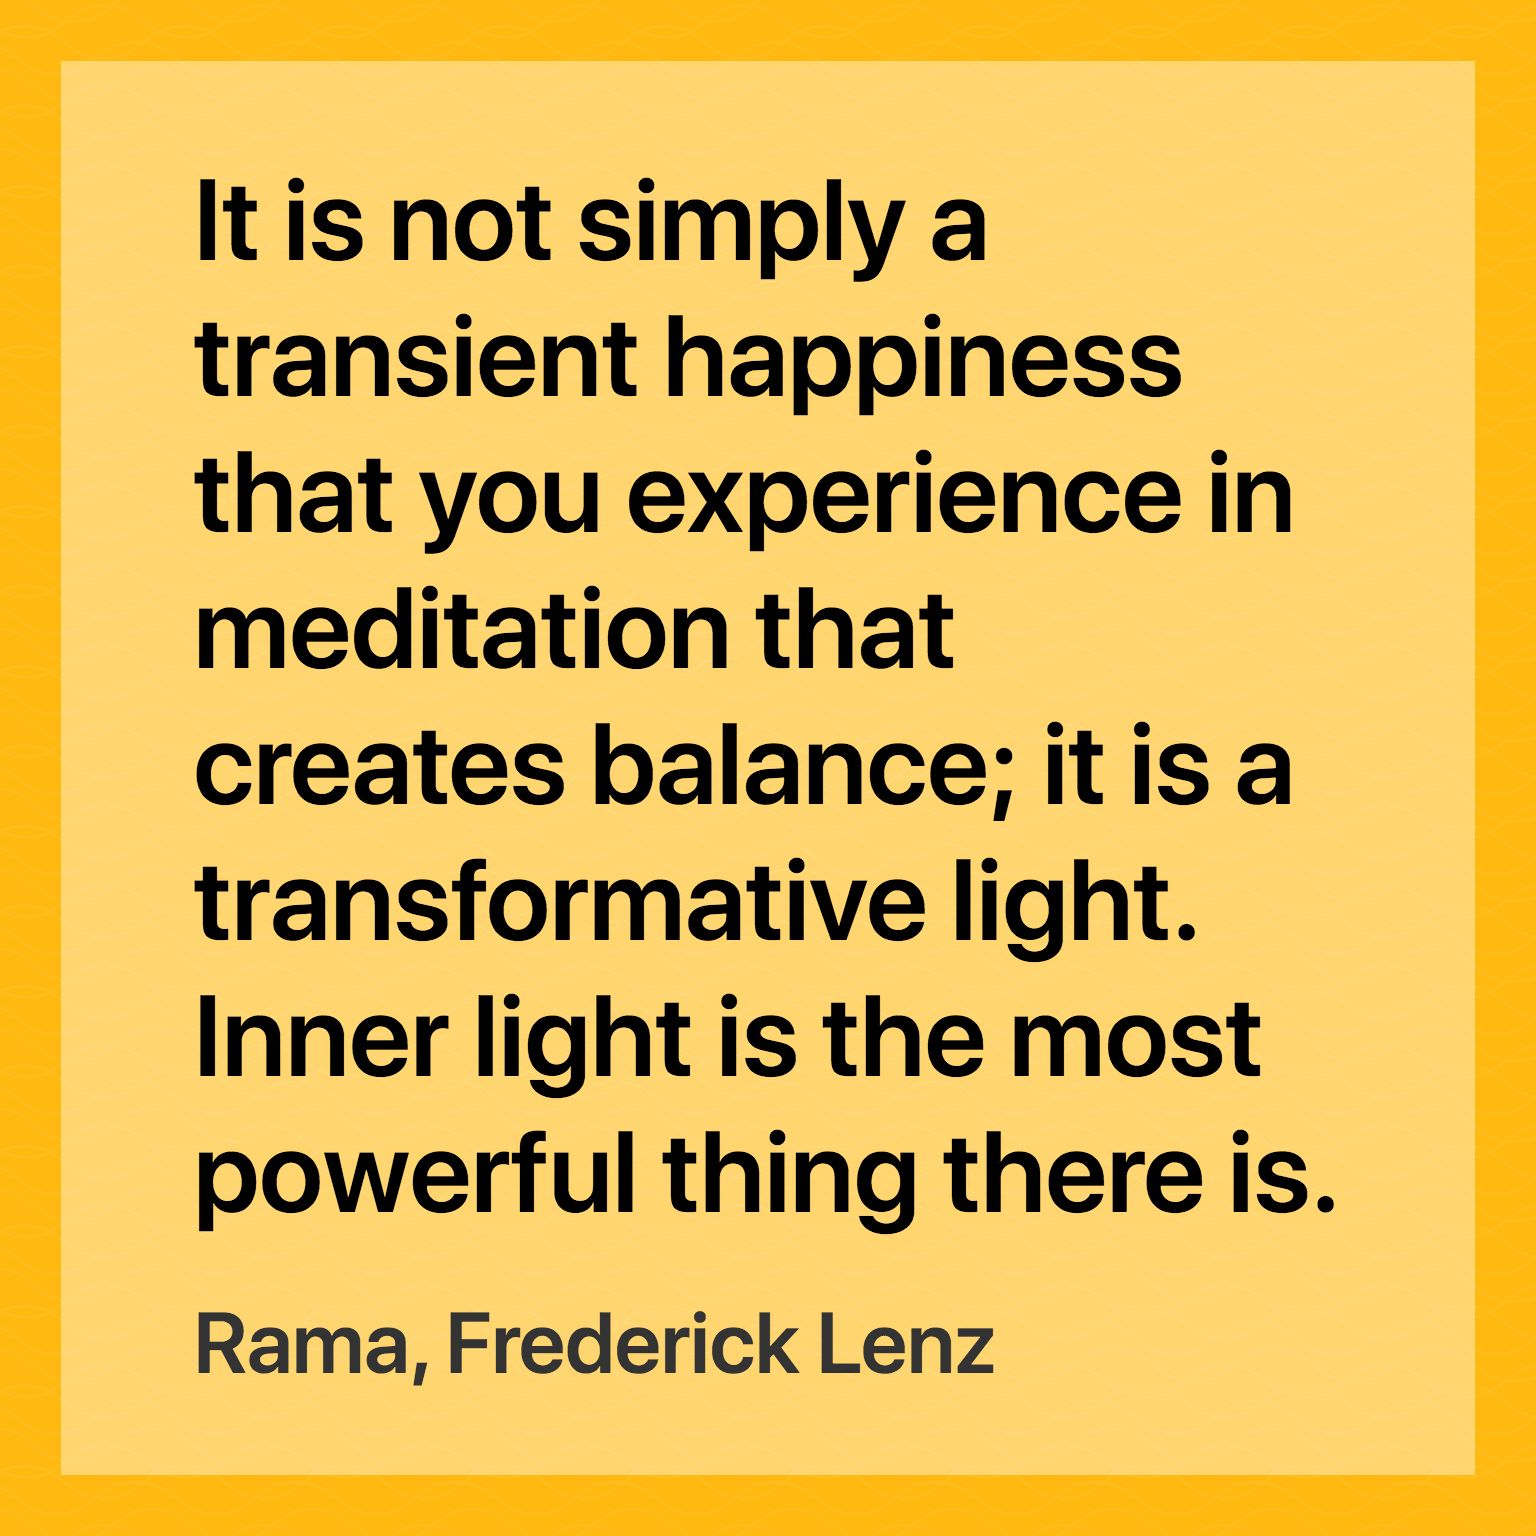 It is not simply a
transient happiness
that you experience in
meditation that
creates balance; it is a
transformative light.
Inner light is the most
powerful thing there is.
Rama, Frederick Lenz